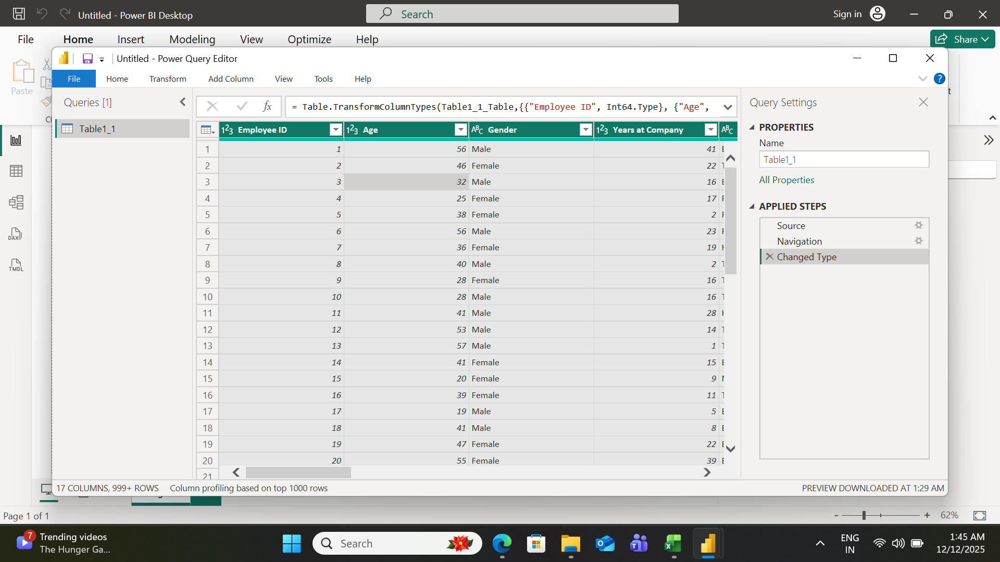 Untitled - Power BI Desktop
Search
Sign in
File Home Insert Modeling View Optimize Help
Share
Paste
Untitled - Power Query Editor
File Home Transform Add Column View Tools Help
Queries [1]
Table1_1
= Table.TransformColumnTypes(Table1_1_Table,{{"Employee ID", Int64.Type}, {"Age",
Employee ID Age Gender Years at Company
1 1 56 Male 41
2 2 46 Female 22
3 3 32 Male 16
4 4 25 Female 17
5 5 38 Female 2
6 6 56 Male 23
7 7 36 Female 19
8 8 40 Male 2
9 9 28 Female 16
10 10 28 Male 16
11 11 41 Male 28
12 12 53 Male 14
13 13 57 Male 1
14 14 41 Female 15
15 15 20 Female 9
16 16 39 Female 11
17 17 19 Male 5
18 18 41 Male 8
19 19 47 Female 22
20 20 55 Female 39
21
Query Settings
PROPERTIES
Name
Table1_1
All Properties
APPLIED STEPS
Source
Navigation
Changed Type
DAX
TMDL
17 COLUMNS, 999+ ROWS Column profiling based on top 1000 rows
PREVIEW DOWNLOADED AT 1:29 AM
Page 1 of 1
62%
7
Trending videos
The Hunger Ga...
Search
ENG
IN
1:45 AM
12/12/2025